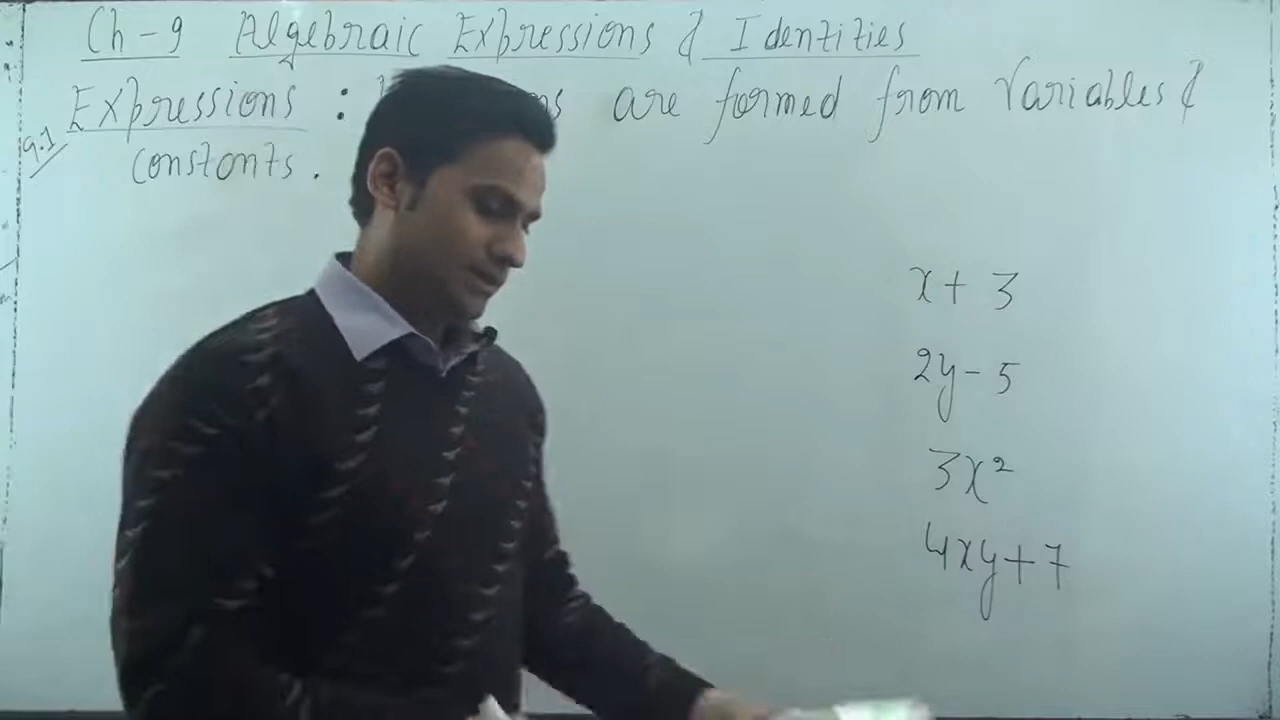 Ch-9 Algebraic Expressions & Identities
9.1 Expressions : are formed from Variables &
constants.
x + 3
2y - 5
3x²
4xy + 7